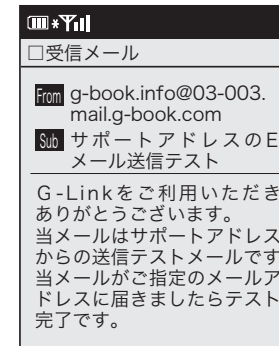 □受信メール
From g-book.info@03-003.
mail.g-book.com
Sub サポートアドレスのE
メール送信テスト
G-Linkをご利用いただき
ありがとうございます。
当メールはサポートアドレス
からの送信テストメールです
当メールがご指定のメールア
ドレスに届きましたらテスト
完了です。